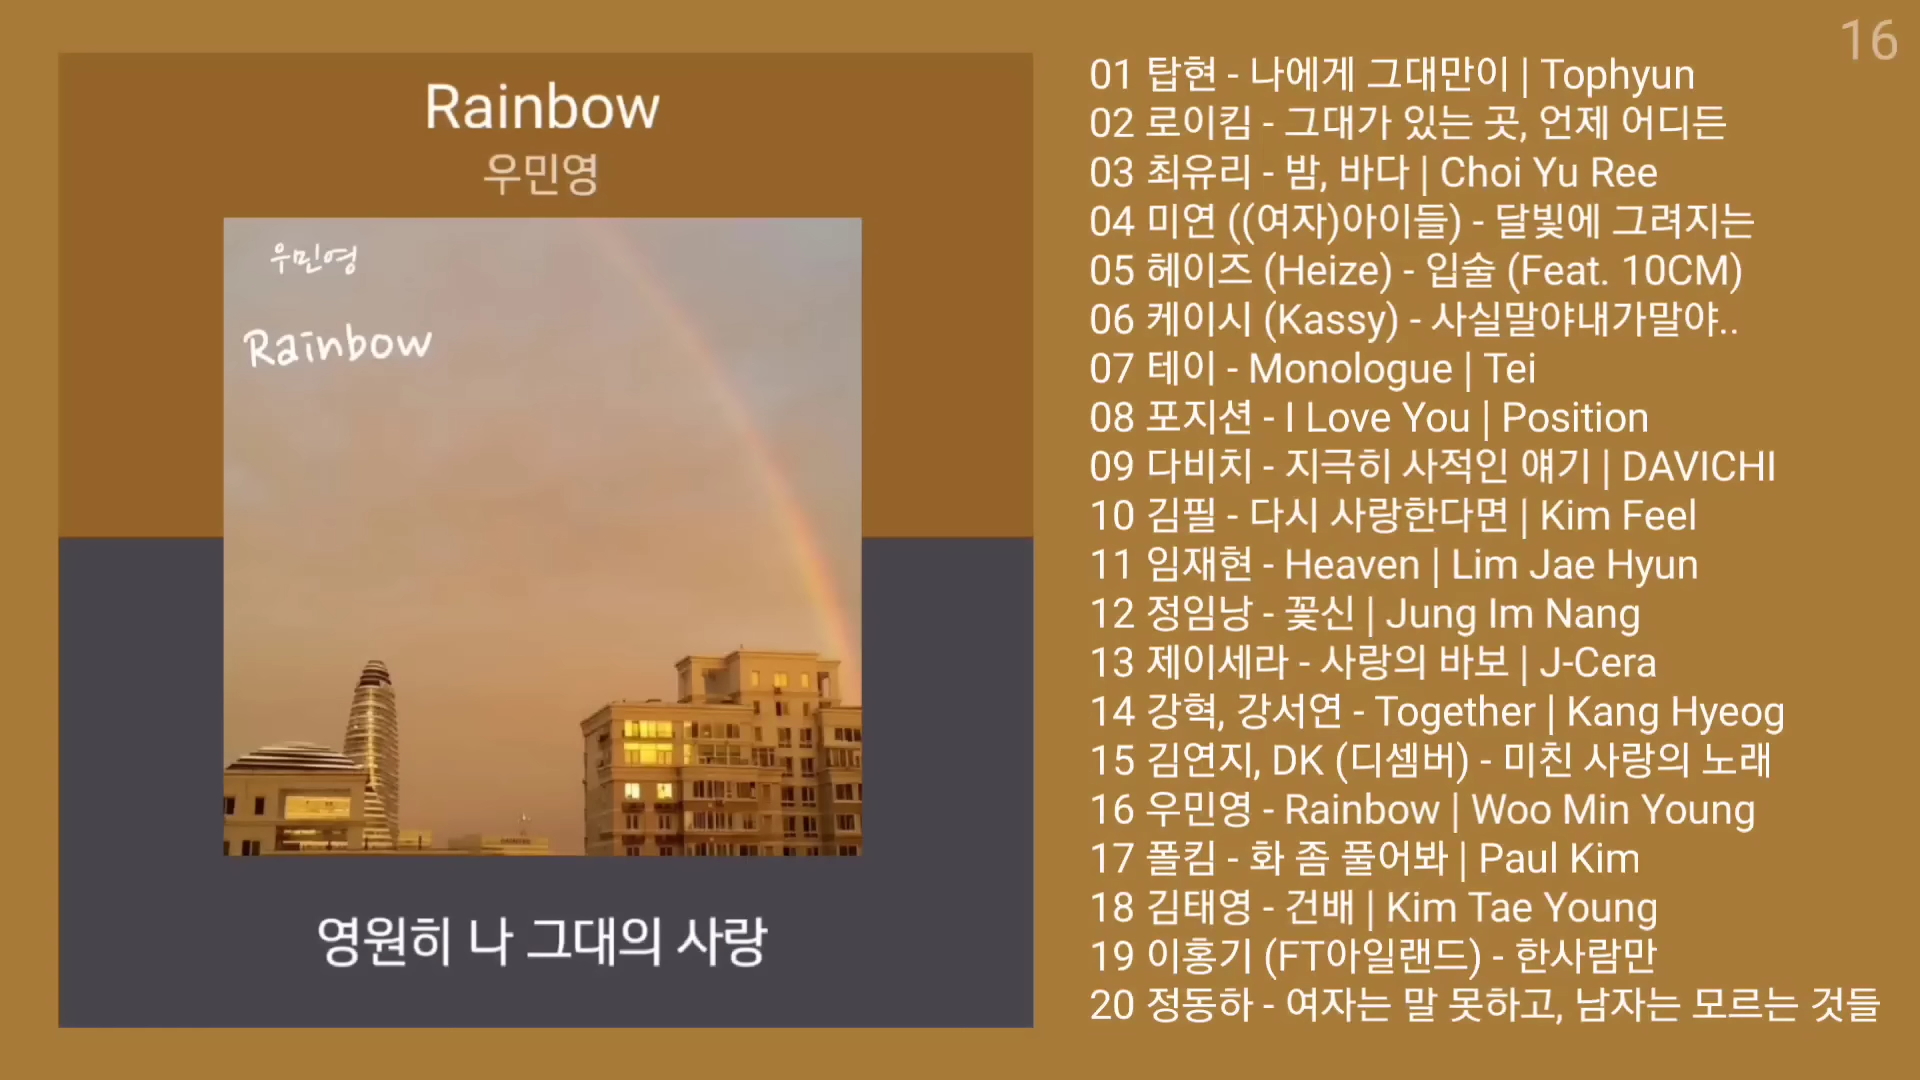 16
Rainbow
우민영
우민영
Rainbow
영원히 나 그대의 사랑
01 탑현 - 나에게 그대만이 | Tophyun
02 로이킴 - 그대가 있는 곳, 언제 어디든
03 최유리 - 밤, 바다 | Choi Yu Ree
04 미연 ((여자)아이들) - 달빛에 그려지는
05 헤이즈 (Heize) - 입술 (Feat. 10CM)
06 케이시 (Kassy) - 사실말야내가말야..
07 테이 - Monologue | Tei
08 포지션 - I Love You | Position
09 다비치 - 지극히 사적인 얘기 | DAVICHI
10 김필 - 다시 사랑한다면 | Kim Feel
11 임재현 - Heaven | Lim Jae Hyun
12 정임낭 - 꽃신 | Jung Im Nang
13 제이세라 - 사랑의 바보 | J-Cera
14 강혁, 강서연 - Together | Kang Hyeog
15 김연지, DK (디셈버) - 미친 사랑의 노래
16 우민영 - Rainbow | Woo Min Young
17 폴킴 - 화 좀 풀어봐 | Paul Kim
18 김태영 - 건배 | Kim Tae Young
19 이홍기 (FT아일랜드) - 한사람만
20 정동하 - 여자는 말 못하고, 남자는 모르는 것들